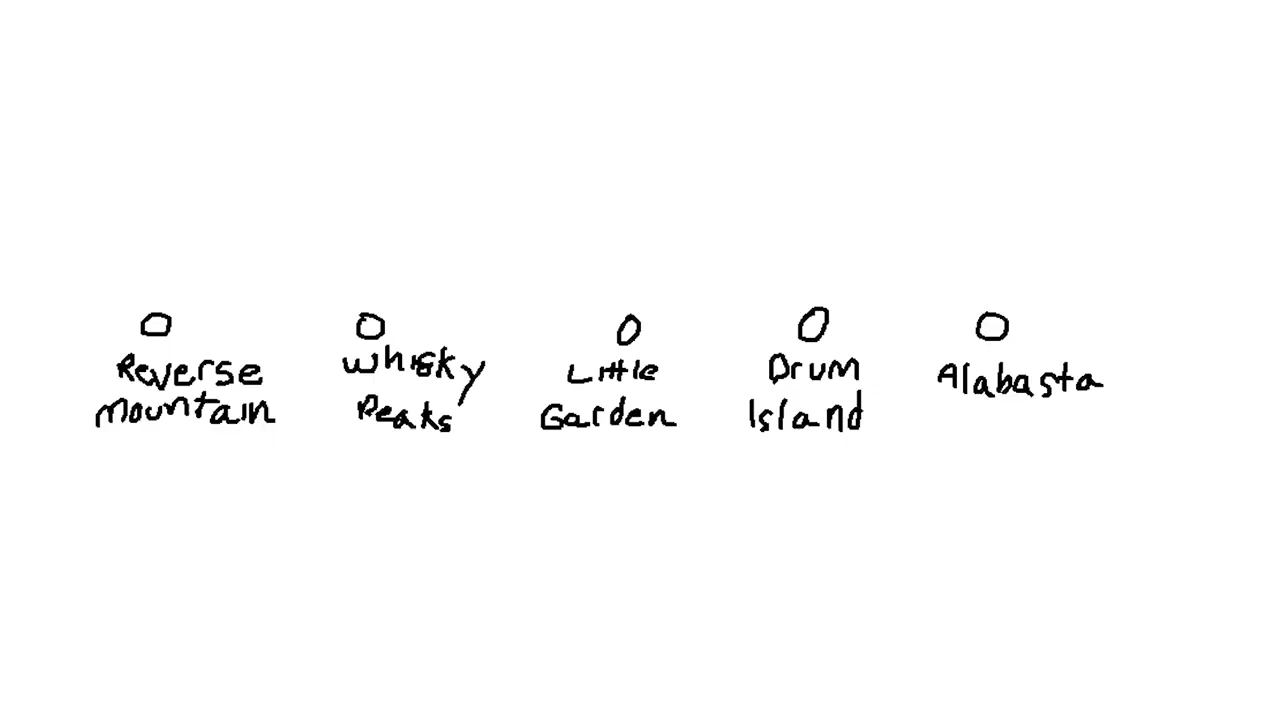 Reverse
Mountain
Whisky
Peaks
Little
Garden
Drum
Island
Alabasta